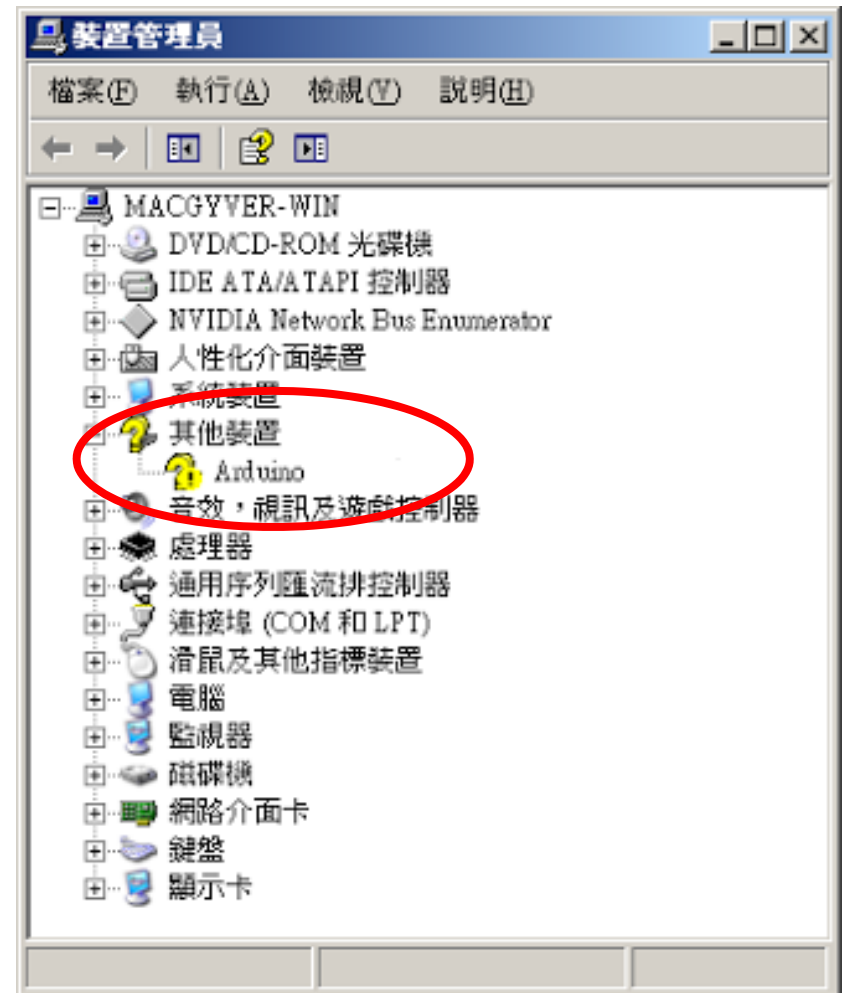 裝置管理員
檔案(F) 執行(A) 檢視(V) 説明(H)
MACGYVER-WIN
DVD/CD-ROM 光碟機
IDE ATA/ATAPI 控制器
NVIDIA Network Bus Enumerator
人性化介面裝置
系統裝置
其他裝置
Arduino
音效，視訊及遊戲控制器
處理器
通用序列匯流排控制器
連接埠 (COM 和 LPT)
滑鼠及其他指標裝置
電腦
監視器
磁碟機
網路介面卡
鍵盤
顯示卡